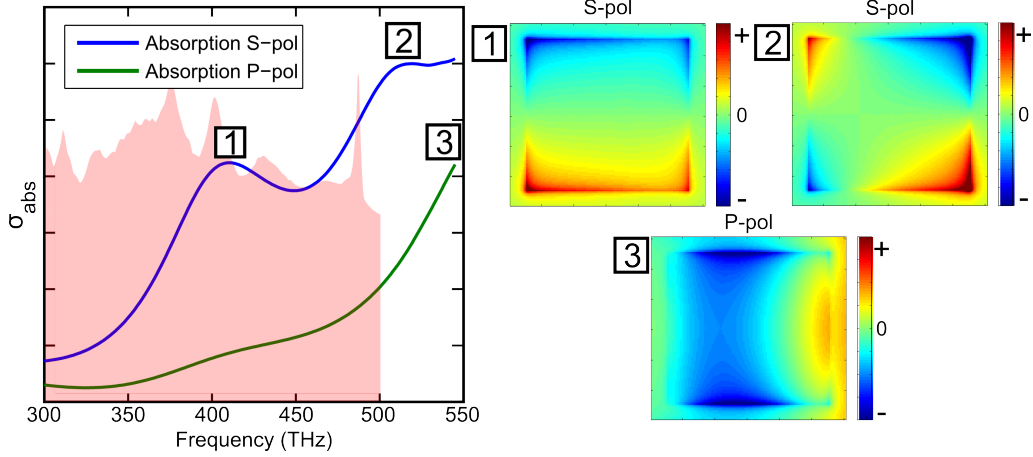 Absorption S-pol
Absorption P-pol
1
2
3
σabs
300 350 400 450 500 550
Frequency (THz)
S-pol
1
+
0
-
S-pol
2
+
0
-
P-pol
3
+
0
-